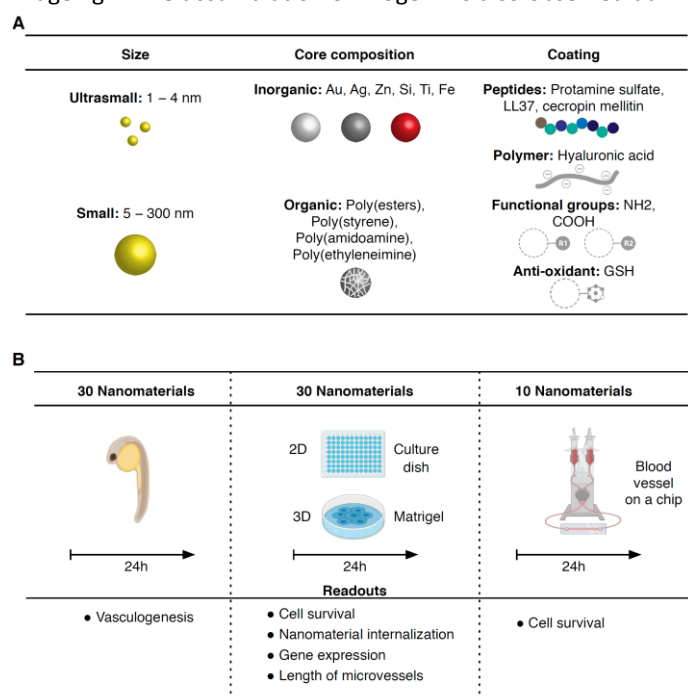 A
Size
Core composition
Coating
Ultrasmall: 1 – 4 nm
Inorganic: Au, Ag, Zn, Si, Ti, Fe
Peptides: Protamine sulfate,
LL37, cecropin mellitin
Polymer: Hyaluronic acid
Small: 5 – 300 nm
Organic: Poly(esters),
Poly(styrene),
Poly(amidoamine),
Poly(ethyleneimine)
Functional groups: NH2,
COOH
R1
R2
Anti-oxidant: GSH
B
30 Nanomaterials
30 Nanomaterials
10 Nanomaterials
2D
Culture
dish
3D
Matrigel
Blood
vessel
on a chip
24h
24h
24h
Readouts
● Vasculogenesis
● Cell survival
● Nanomaterial internalization
● Gene expression
● Length of microvessels
● Cell survival